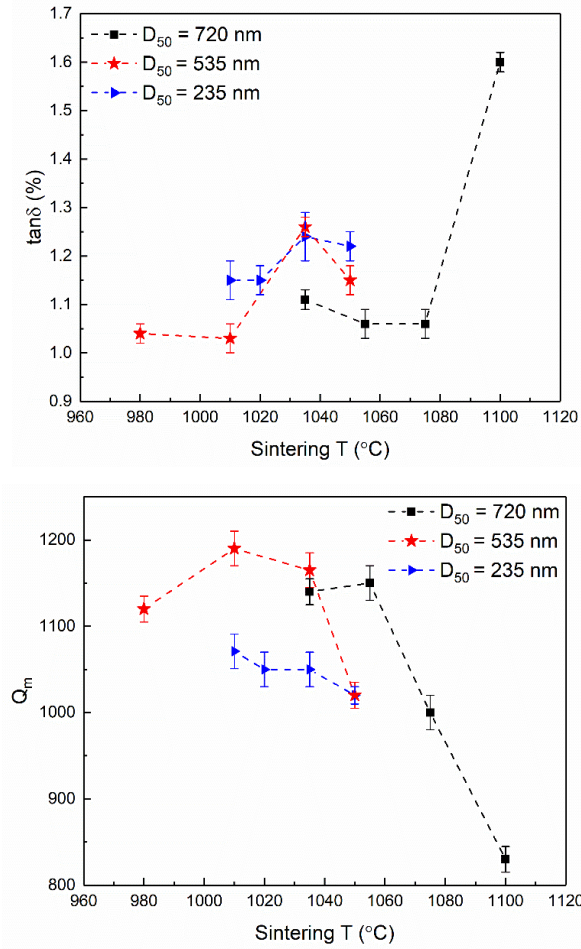 1.7
1.6
1.5
1.4
1.3
1.2
1.1
1.0
0.9
tanδ (%)
D50 = 720 nm
D50 = 535 nm
D50 = 235 nm
960 980 1000 1020 1040 1060 1080 1100 1120
Sintering T (°C)
1200
1100
1000
900
800
Qm
D50 = 720 nm
D50 = 535 nm
D50 = 235 nm
960 980 1000 1020 1040 1060 1080 1100 1120
Sintering T (°C)